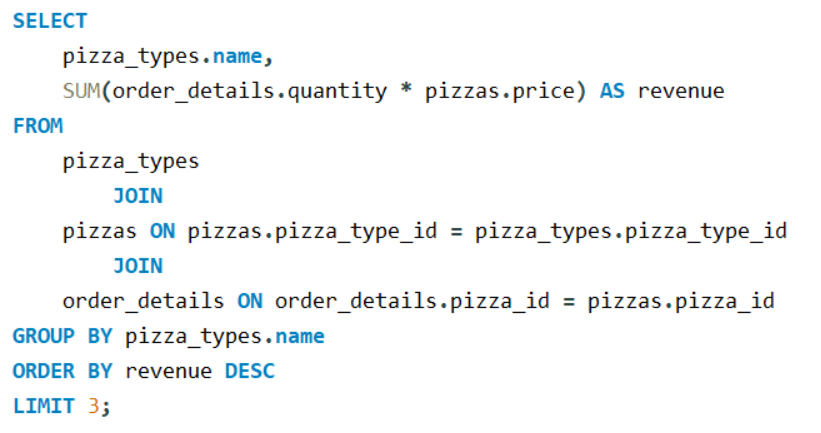 SELECT
    pizza_types.name,
    SUM(order_details.quantity * pizzas.price) AS revenue
FROM
    pizza_types
        JOIN
    pizzas ON pizzas.pizza_type_id = pizza_types.pizza_type_id
        JOIN
    order_details ON order_details.pizza_id = pizzas.pizza_id
GROUP BY pizza_types.name
ORDER BY revenue DESC
LIMIT 3;